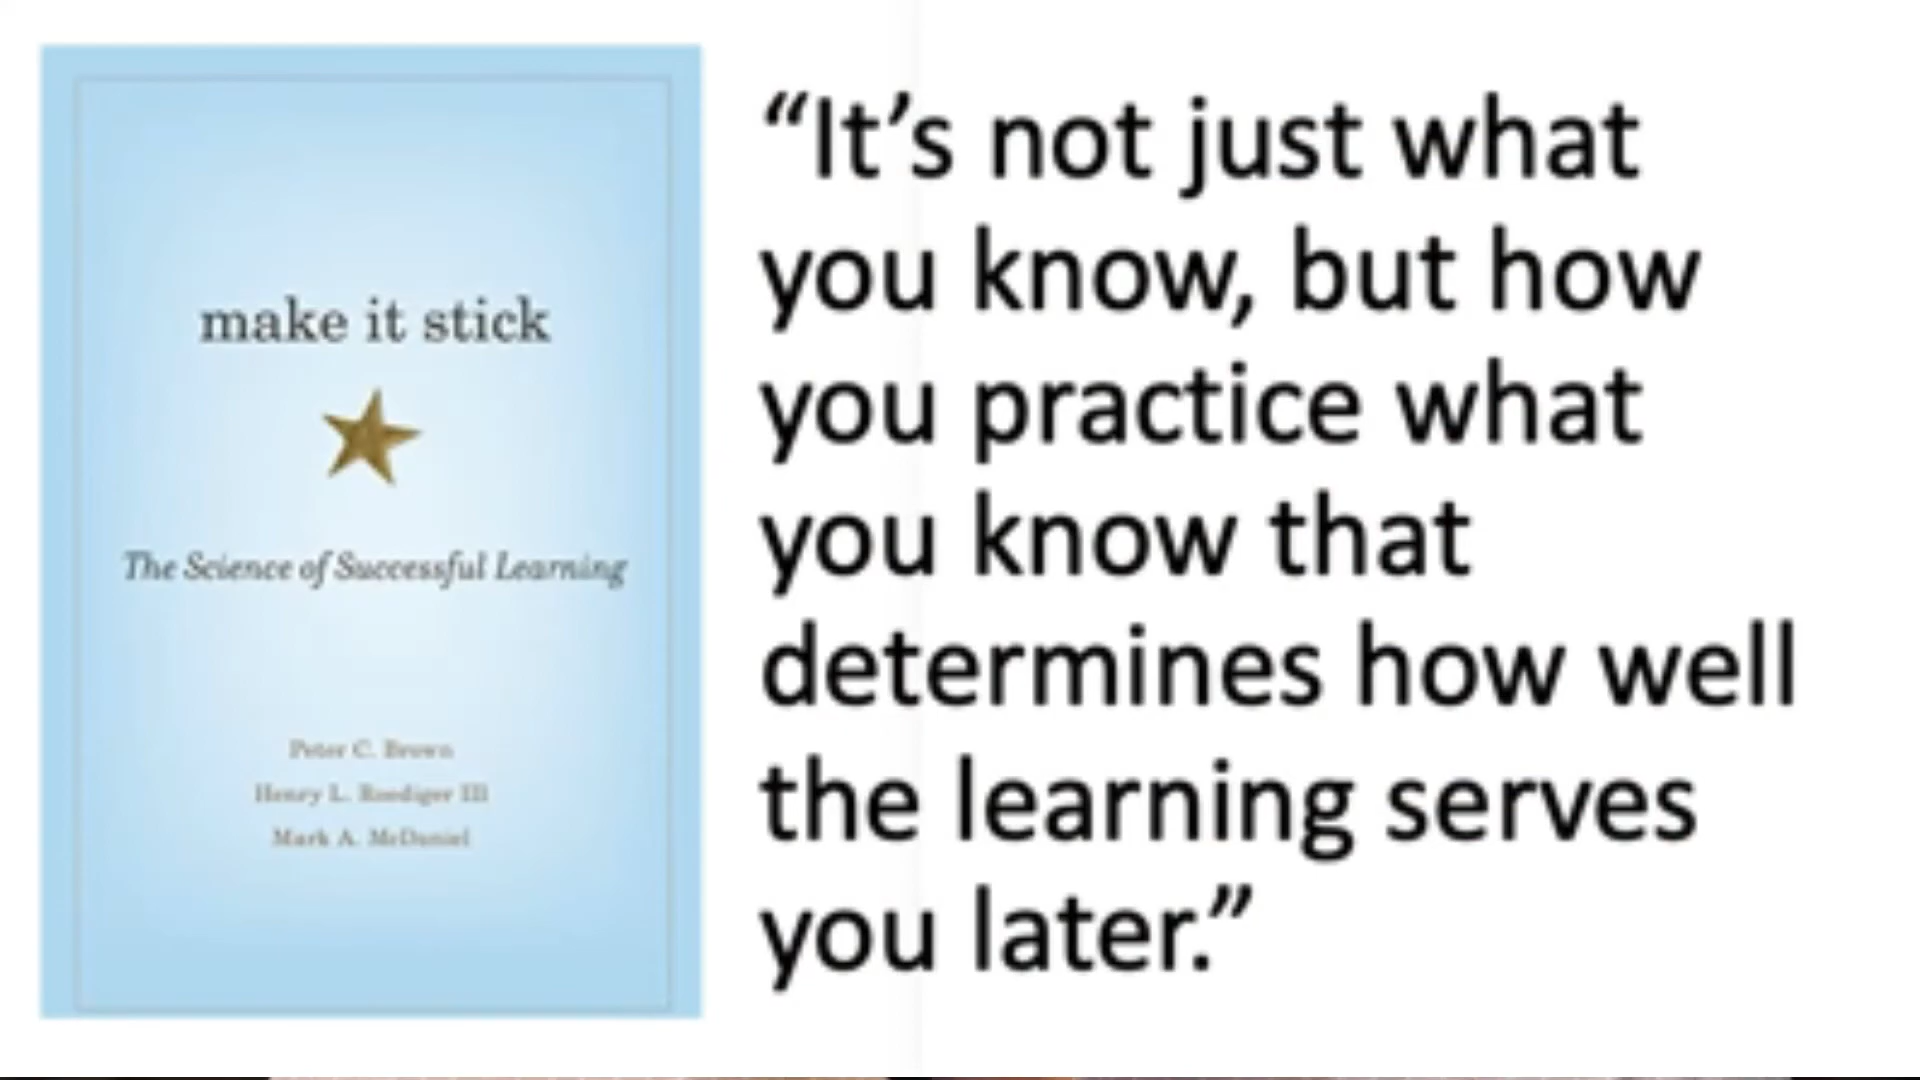 make it stick
The Science of Successful Learning
Peter C. Brown
Henry L. Roediger III
Mark A. McDaniel
“It’s not just what
you know, but how
you practice what
you know that
determines how well
the learning serves
you later.”